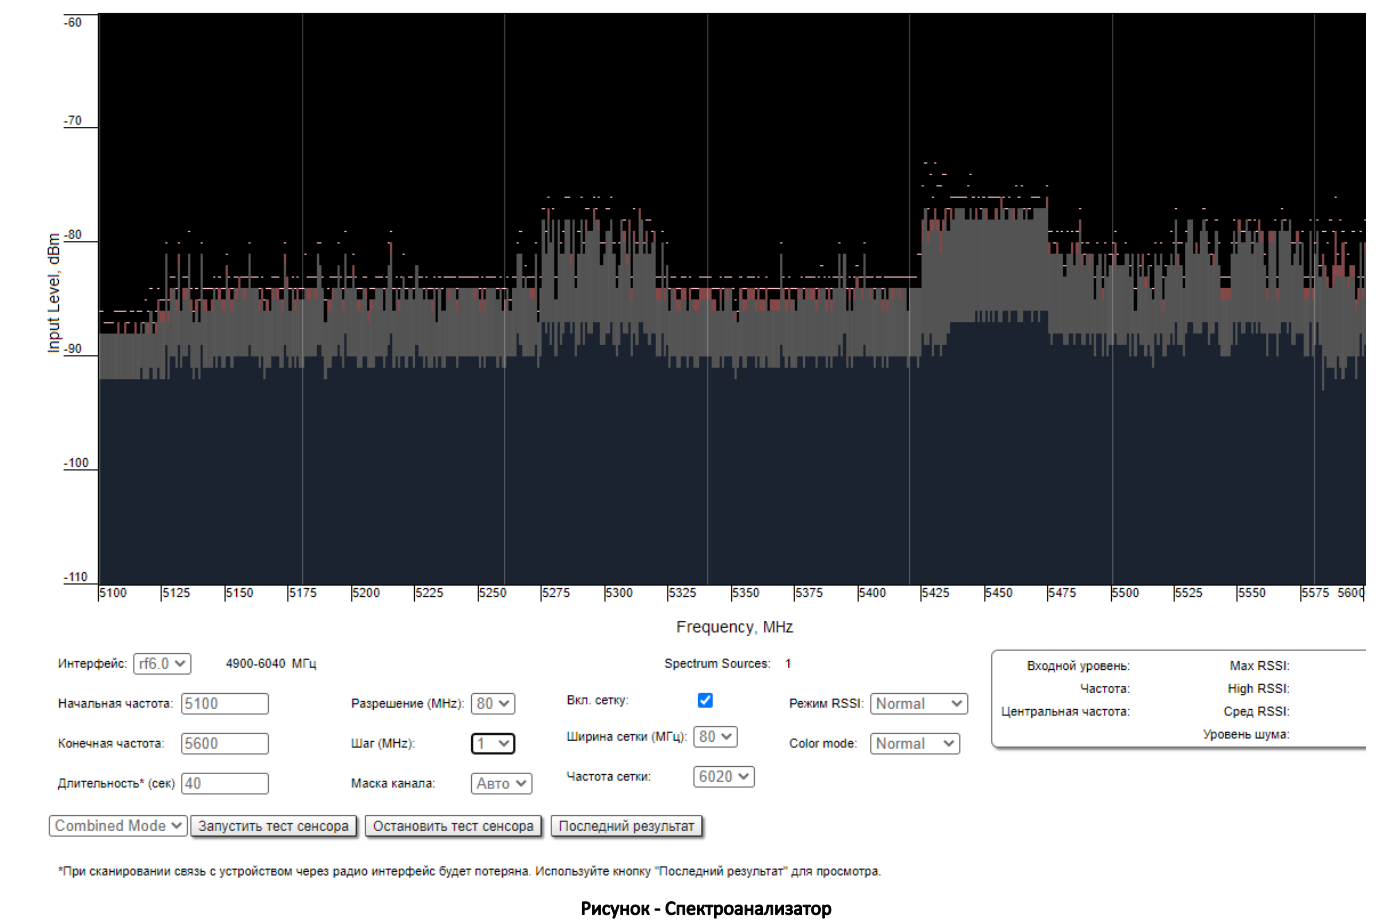 -60
-70
-80
-90
-100
-110
Input Level, dBm
5100 5125 5150 5175 5200 5225 5250 5275 5300 5325 5350 5375 5400 5425 5450 5475 5500 5525 5550 5575 5600
Frequency, MHz
Интерфейс: rf6.0 4900-6040 МГц Spectrum Sources: 1
Начальная частота: 5100 Разрешение (MHz): 80 Вкл. сетку: Режим RSSI: Normal
Конечная частота: 5600 Шаг (MHz): 1 Ширина сетки (МГц): 80 Color mode: Normal
Длительность* (сек) 40 Маска канала: Авто Частота сетки: 6020
Входной уровень: Max RSSI:
Частота: High RSSI:
Центральная частота: Сред RSSI:
Уровень шума:
Combined Mode Запустить тест сенсора Остановить тест сенсора Последний результат
*При сканировании связь с устройством через радио интерфейс будет потеряна. Используйте кнопку "Последний результат" для просмотра.
Рисунок - Спектроанализатор